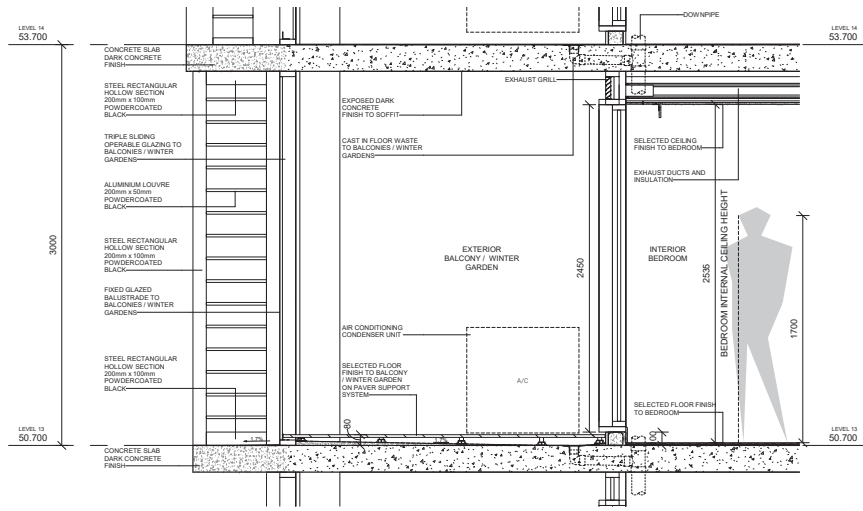 DOWNPIPE
LEVEL 14
53.700
LEVEL 14
53.700
CONCRETE SLAB
DARK CONCRETE
FINISH
STEEL RECTANGULAR
HOLLOW SECTION
200mm x 100mm
POWDERCOATED
BLACK
TRIPLE SLIDING
OPERABLE GLAZING TO
BALCONIES / WINTER
GARDENS
ALUMINIUM LOUVRE
200mm x 50mm
POWDERCOATED
BLACK
STEEL RECTANGULAR
HOLLOW SECTION
200mm x 100mm
POWDERCOATED
BLACK
FIXED GLAZED
BALUSTRADE TO
BALCONIES / WINTER
GARDENS
STEEL RECTANGULAR
HOLLOW SECTION
200mm x 100mm
POWDERCOATED
BLACK
3000
EXHAUST GRILL
EXPOSED DARK
CONCRETE
FINISH TO SOFFIT
CAST IN FLOOR WASTE
TO BALCONIES / WINTER
GARDENS
SELECTED CEILING
FINISH TO BEDROOM
EXHAUST DUCTS AND
INSULATION
EXTERIOR
BALCONY / WINTER
GARDEN
INTERIOR
BEDROOM
2450
2535
BEDROOM INTERNAL CEILING HEIGHT
1700
AIR CONDITIONING
CONDENSER UNIT
A/C
SELECTED FLOOR
FINISH TO BALCONY
/ WINTER GARDEN
ON PAVER SUPPORT
SYSTEM
SELECTED FLOOR FINISH
TO BEDROOM
80
100
1.7%
LEVEL 13
50.700
LEVEL 13
50.700
CONCRETE SLAB
DARK CONCRETE
FINISH